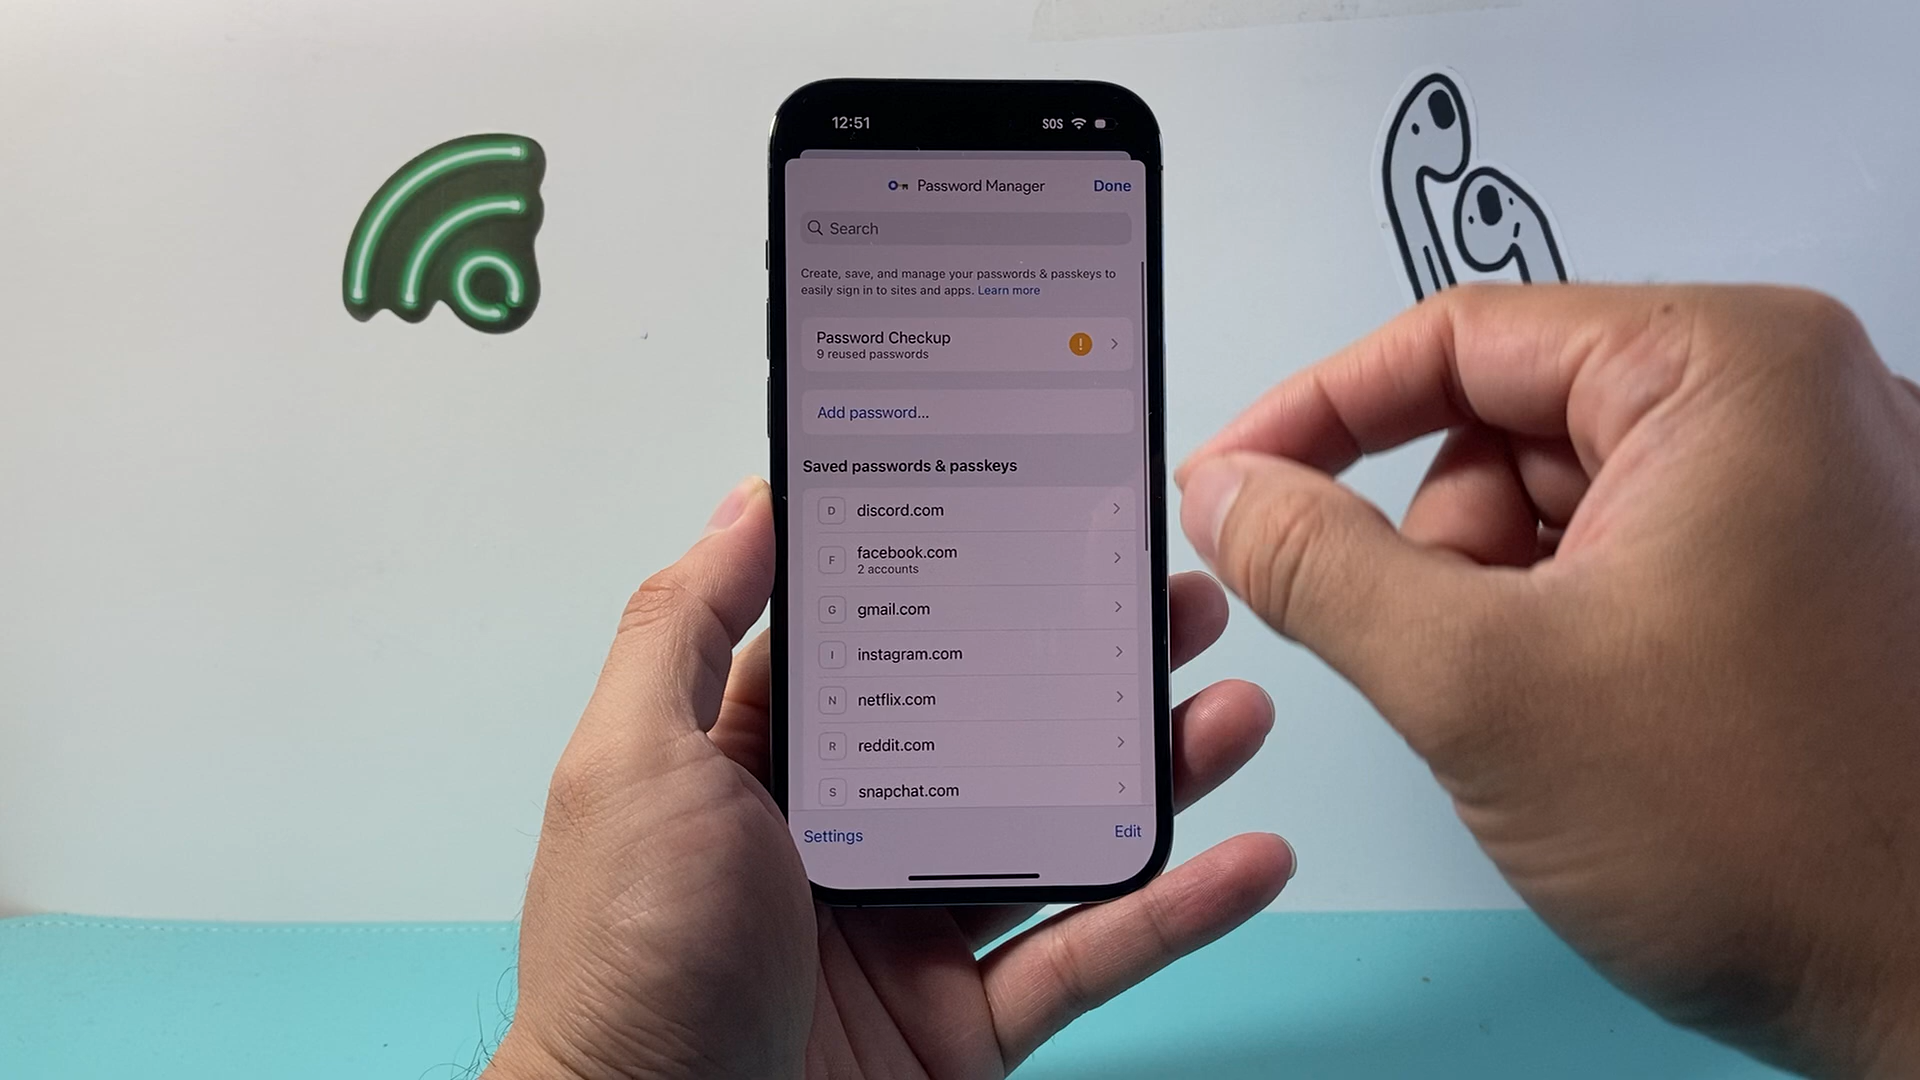 12:51
SOS
Password Manager
Done
Search
Create, save, and manage your passwords & passkeys to
easily sign in to sites and apps. Learn more
Password Checkup
9 reused passwords
!
Add password...
Saved passwords & passkeys
D discord.com
F facebook.com
2 accounts
G gmail.com
I instagram.com
N netflix.com
R reddit.com
S snapchat.com
Settings
Edit